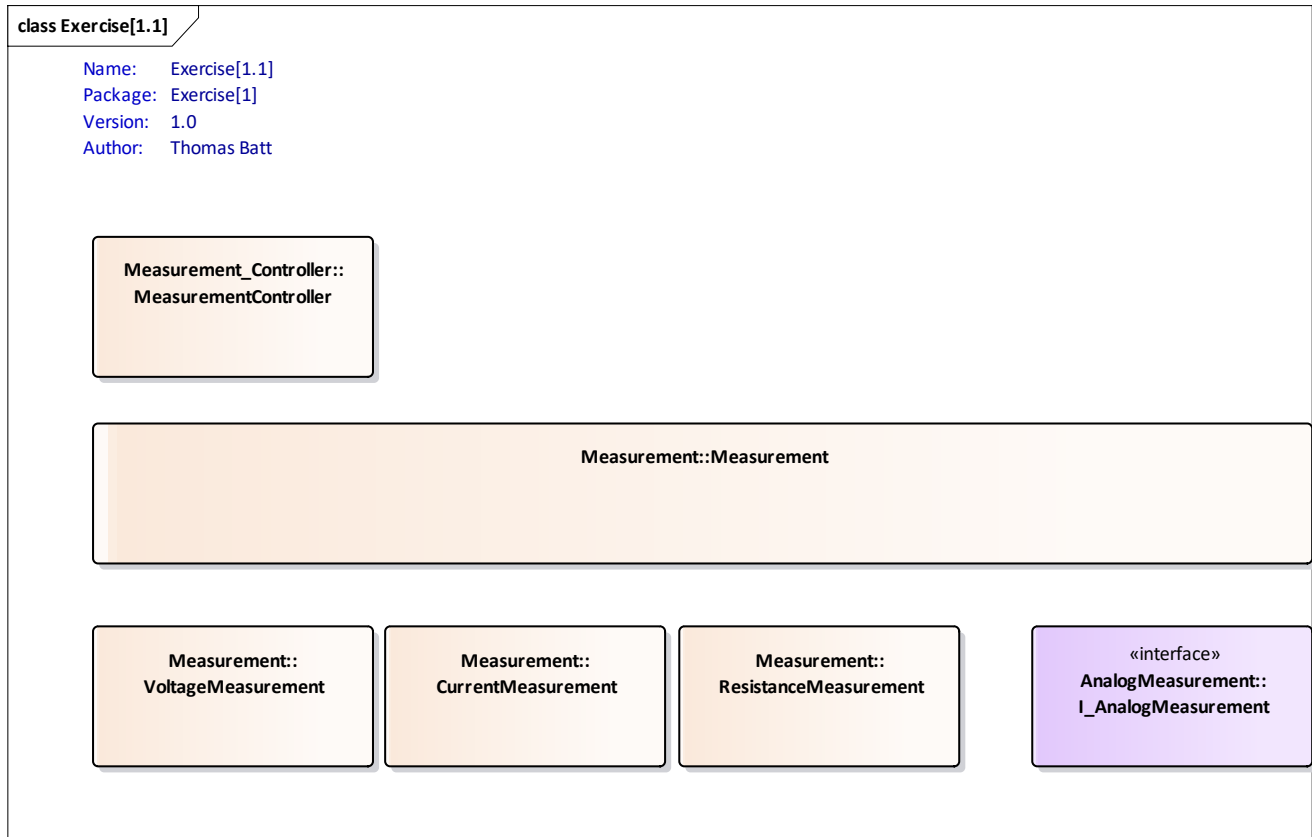 class Exercise[1.1]
Name: Exercise[1.1]
Package: Exercise[1]
Version: 1.0
Author: Thomas Batt
Measurement_Controller::
MeasurementController
Measurement::Measurement
Measurement::
VoltageMeasurement
Measurement::
CurrentMeasurement
Measurement::
ResistanceMeasurement
«interface»
AnalogMeasurement::
I_AnalogMeasurement